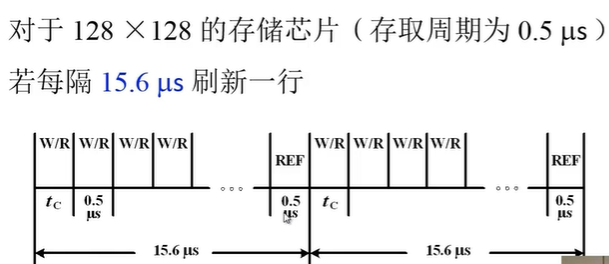 对于 128 ×128 的存储芯片（存取周期为 0.5 μs）
若每隔 15.6 μs 刷新一行
W/R W/R W/R W/R REF W/R W/R W/R W/R REF
tC 0.5 μs 。。。 0.5 μs tC 。。。 0.5 μs
15.6 μs 15.6 μs